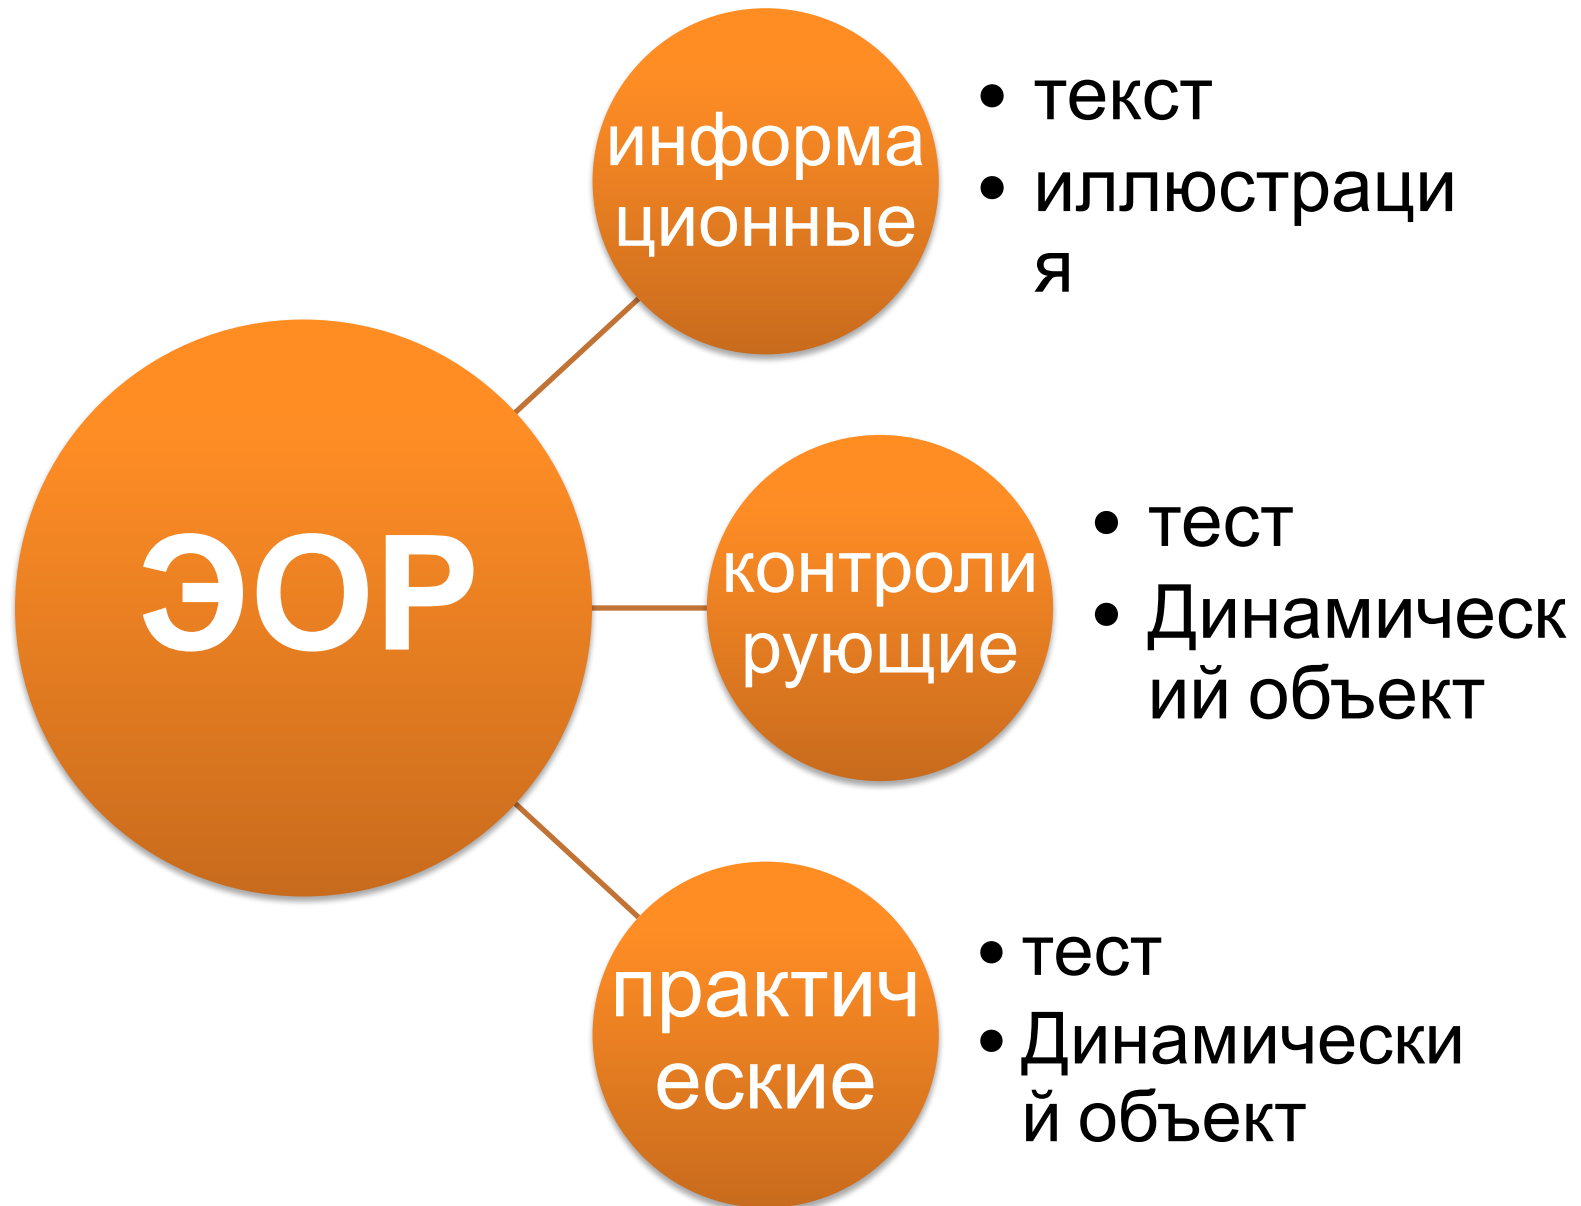 ЭОР
информа
ционные
• текст
• иллюстраци
я
контроли
рующие
• тест
• Динамическ
ий объект
практич
еские
• тест
• Динамически
й объект